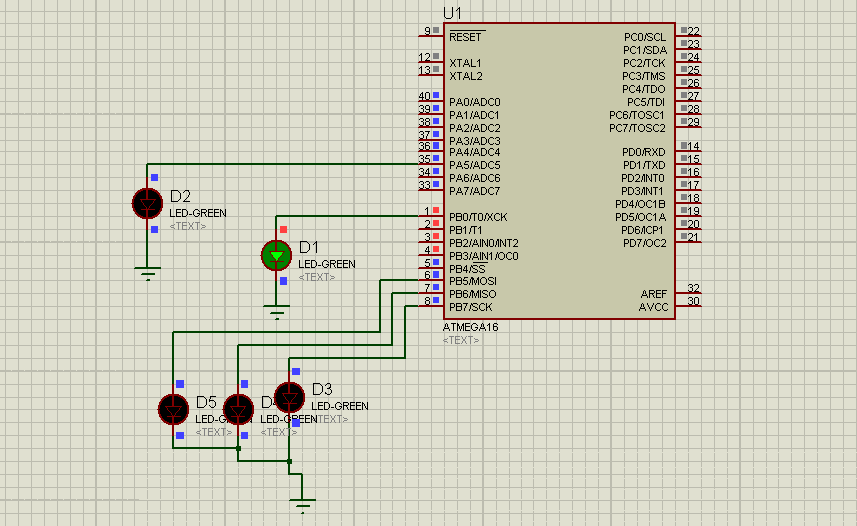 U1
9 RESET
12 XTAL1
13 XTAL2
40 PA0/ADC0
39 PA1/ADC1
38 PA2/ADC2
37 PA3/ADC3
36 PA4/ADC4
35 PA5/ADC5
34 PA6/ADC6
33 PA7/ADC7
1 PB0/T0/XCK
2 PB1/T1
3 PB2/AIN0/INT2
4 PB3/AIN1/OC0
5 PB4/SS
6 PB5/MOSI
7 PB6/MISO
8 PB7/SCK
PC0/SCL 22
PC1/SDA 23
PC2/TCK 24
PC3/TMS 25
PC4/TDO 26
PC5/TDI 27
PC6/TOSC1 28
PC7/TOSC2 29
PD0/RXD 14
PD1/TXD 15
PD2/INT0 16
PD3/INT1 17
PD4/OC1B 18
PD5/OC1A 19
PD6/ICP1 20
PD7/OC2 21
AREF 32
AVCC 30
ATMEGA16
<TEXT>
D2
LED-GREEN
<TEXT>
D1
LED-GREEN
<TEXT>
D5
<TEXT>
LED-GREEN
<TEXT>
D3
LED-GREEN
<TEXT>